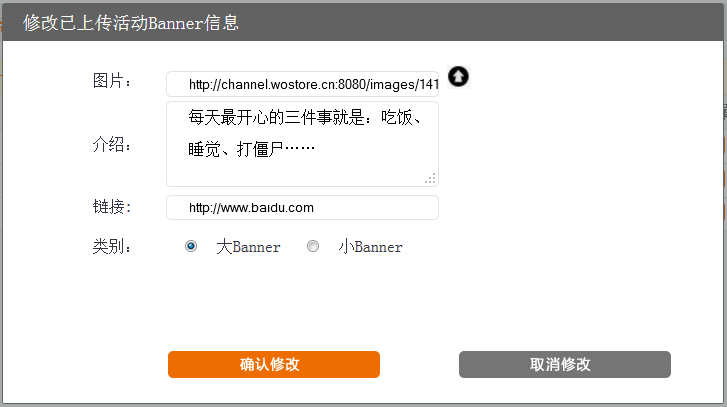 修改已上传活动Banner信息
图片：
http://channel.wostore.cn:8080/images/141
介绍：
每天最开心的三件事就是：吃饭、
睡觉、打僵尸……
链接:
http://www.baidu.com
类别：
大Banner 小Banner
确认修改 取消修改